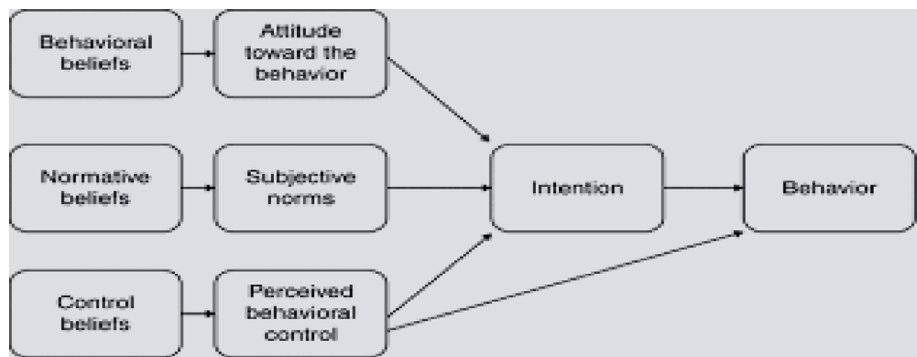 Behavioral
beliefs
Attitude
toward the
behavior
Normative
beliefs
Subjective
norms
Intention
Behavior
Control
beliefs
Perceived
behavioral
control